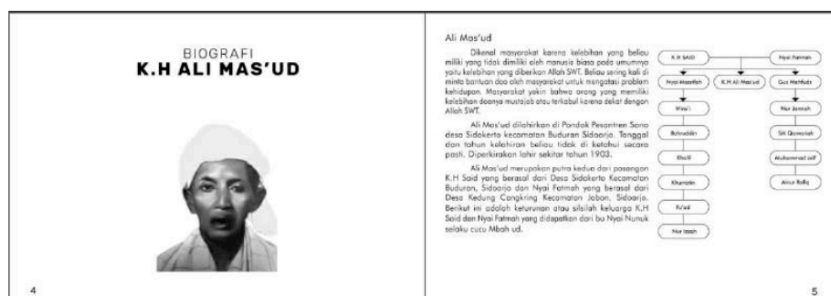 BIOGRAFI
K.H ALI MAS'UD
4
Ali Mas'ud
Dikenal masyarakat karena kelebihan yang beliau
miliki yang tidak dimiliki oleh manusia biasa pada umumnya
yaitu kelebihan yang diberikan Allah SWT. Beliau sering kali di
minta bantuan doa oleh masyarakat untuk mengatasi problem
kehidupan. Masyarakat yakin bahwa orang yang memiliki
kelebihan doanya mustajab atau terkabul karena dekat dengan
Allah SWT.
Ali Mas'ud dilahirkan di Pondok Pesantren Sono
desa Sidokerto kecamatan Buduran Sidoarjo. Tanggal
dan tahun kelahiran beliau tidak di ketahui secara
pasti. Diperkirakan lahir sekitar tahun 1903.
Ali Mas'ud merupakan putra kedua dari pasangan
K.H Said yang berasal dari Desa Sidokerto Kecamatan
Buduran, Sidoarjo dan Nyai Fatmah yang berasal dari
Desa Kedung Cangkring Kecamatan Jabon, Sidoarjo.
Berikut ini adalah keturunan atau silsilah keluarga K.H
Said dan Nyai Fatmah yang didapatkan dari bu Nyai Nunuk
selaku cucu Mbah ud.
K.H SAID
Nyai Fatmah
Nyai
K.H Ali Mas'ud
Gus Mahfudz
Nur Jannah
Bahruddin
Siti Qomariah
Kholil
Muhammad
Ainur Rofiq
Fu'ad
5